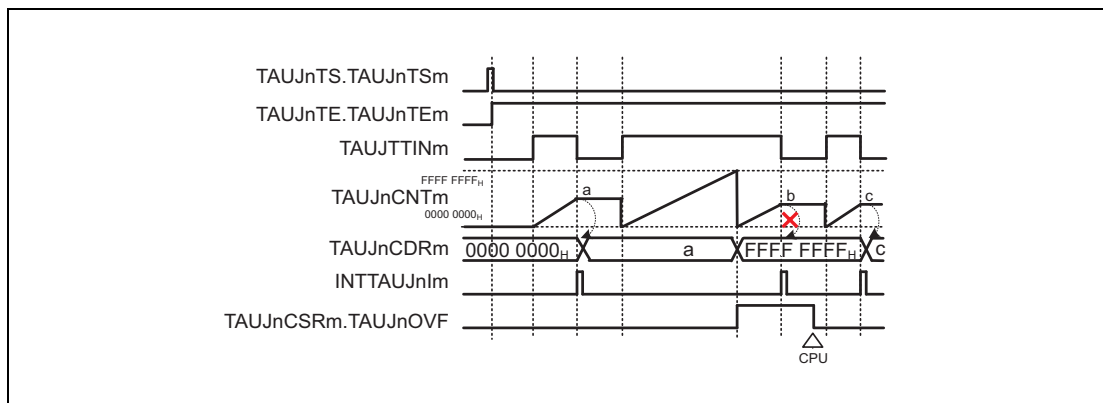 TAUJnTS.TAUJnTSm
TAUJnTE.TAUJnTEm
TAUJTTINm
FFFF FFFFH
TAUJnCNTm
0000 0000H
a
b
c
TAUJnCDRm
0000 0000H
a
FFFF FFFFH
c
INTTAUJnIm
TAUJnCSRm.TAUJnOVF
CPU